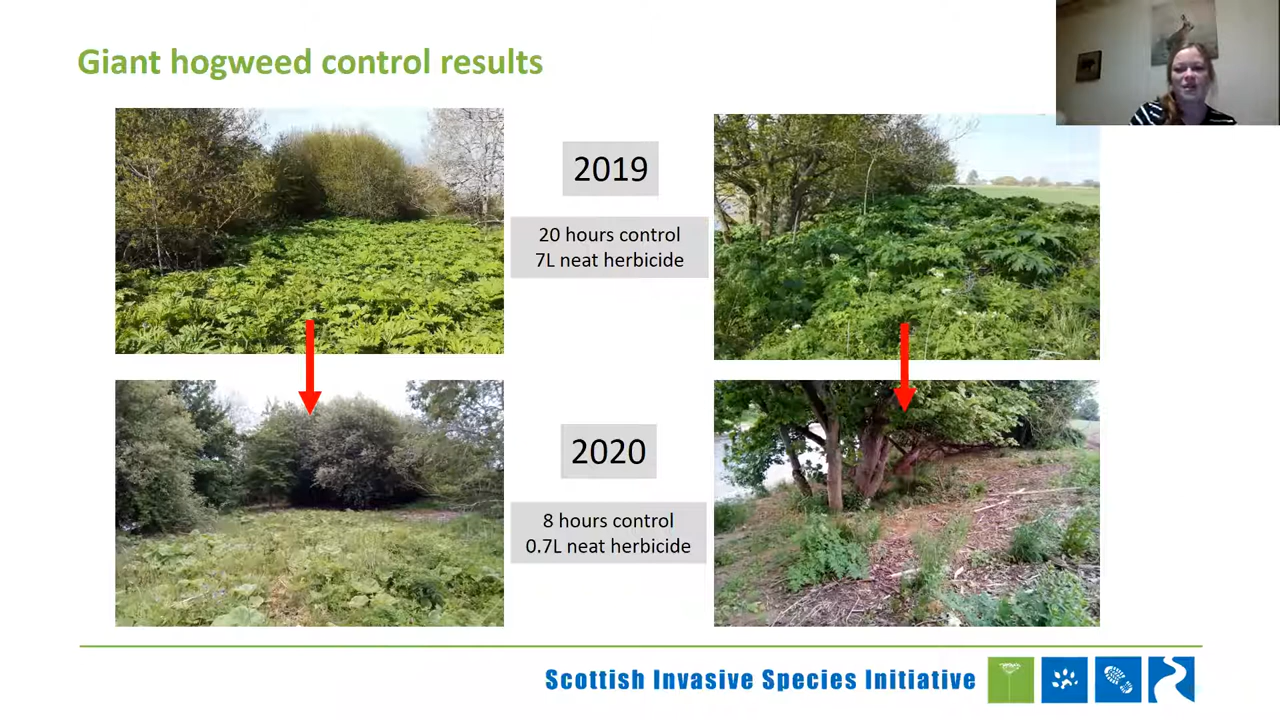 Giant hogweed control results
2019
20 hours control
7L neat herbicide
2020
8 hours control
0.7L neat herbicide
Scottish Invasive Species Initiative